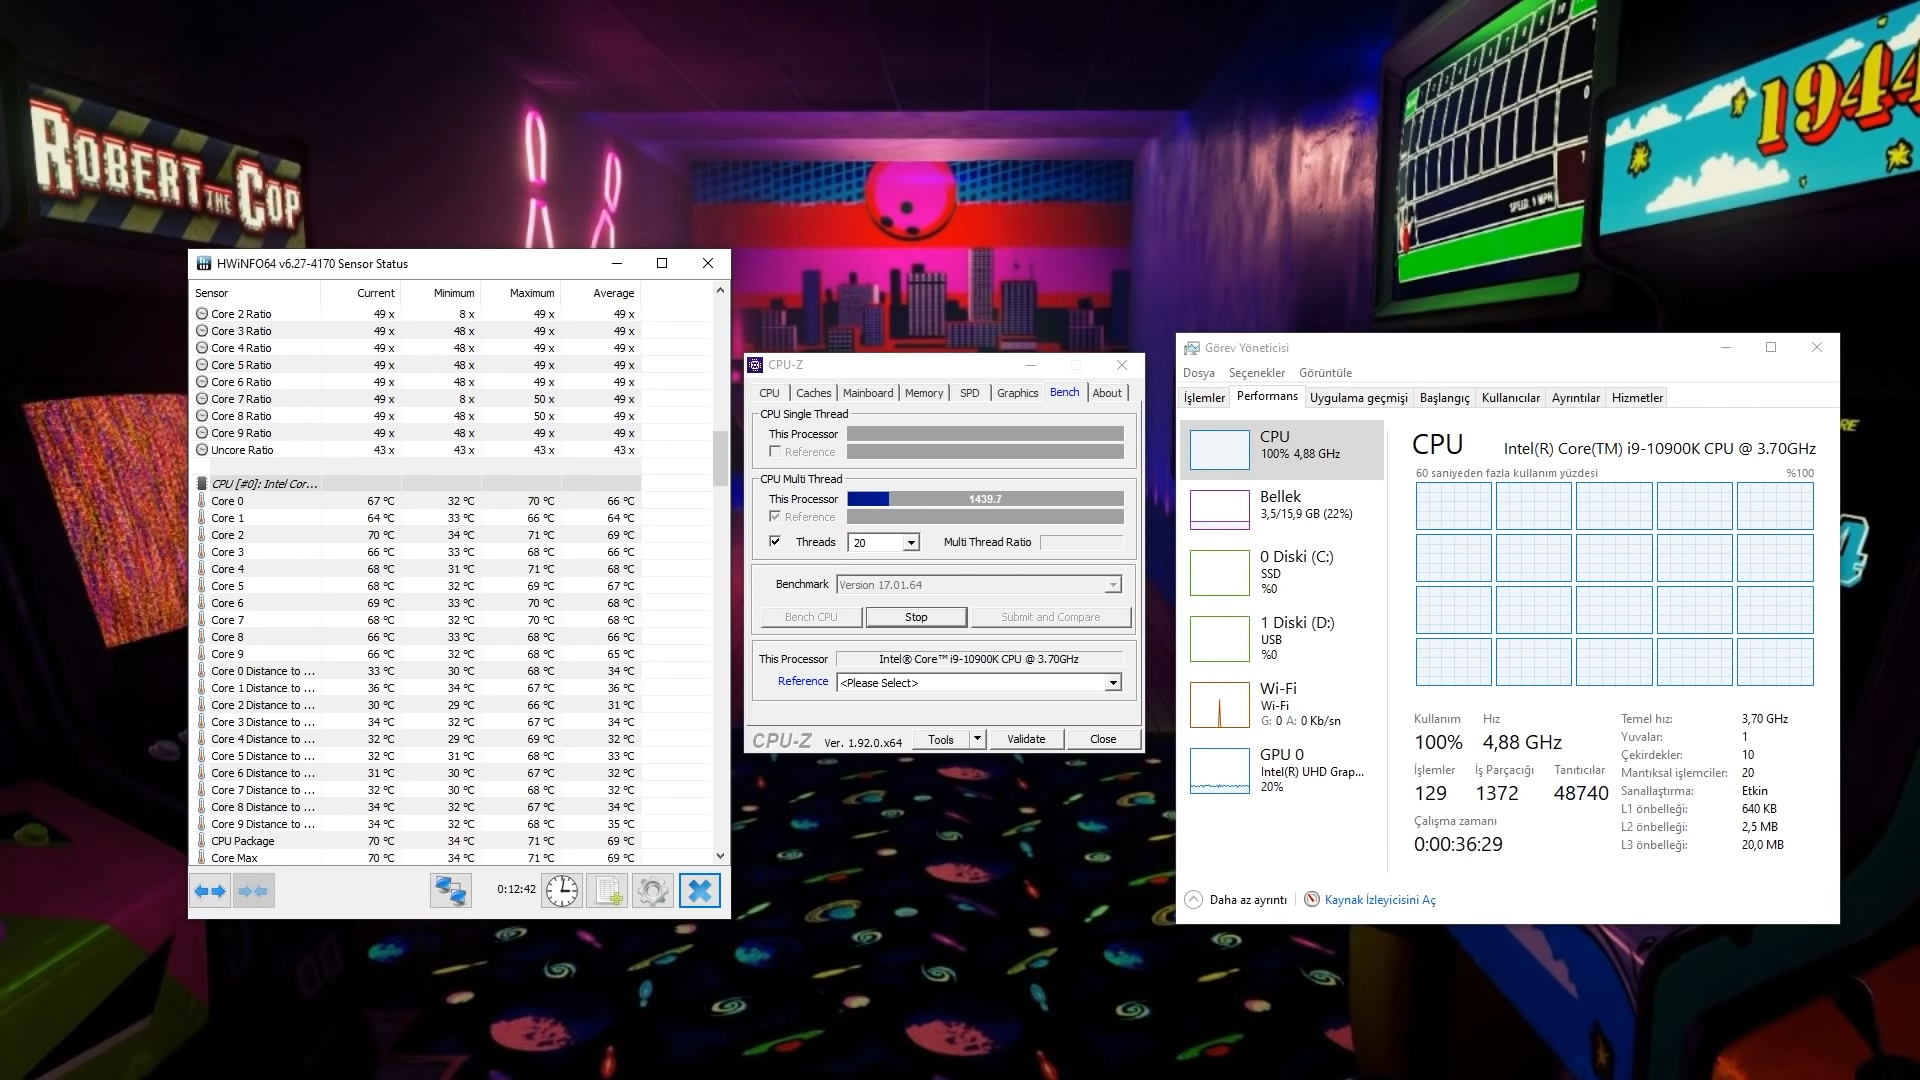 ROBERT THE COP
1944
SPEED: 9 MPH
HWiNFO64 v6.27-4170 Sensor Status
Sensor Current Minimum Maximum Average
Core 2 Ratio 49 x 8 x 49 x 49 x
Core 3 Ratio 49 x 48 x 49 x 49 x
Core 4 Ratio 49 x 48 x 49 x 49 x
Core 5 Ratio 49 x 48 x 49 x 49 x
Core 6 Ratio 49 x 48 x 49 x 49 x
Core 7 Ratio 49 x 8 x 50 x 49 x
Core 8 Ratio 49 x 48 x 50 x 49 x
Core 9 Ratio 49 x 48 x 49 x 49 x
Uncore Ratio 43 x 43 x 43 x 43 x
CPU [#0]: Intel Cor...
Core 0 67 °C 32 °C 70 °C 66 °C
Core 1 64 °C 33 °C 66 °C 64 °C
Core 2 70 °C 34 °C 71 °C 69 °C
Core 3 66 °C 33 °C 68 °C 66 °C
Core 4 68 °C 31 °C 71 °C 68 °C
Core 5 68 °C 32 °C 69 °C 67 °C
Core 6 69 °C 33 °C 70 °C 68 °C
Core 7 68 °C 32 °C 70 °C 68 °C
Core 8 66 °C 33 °C 68 °C 66 °C
Core 9 66 °C 32 °C 68 °C 65 °C
Core 0 Distance to ... 33 °C 30 °C 68 °C 34 °C
Core 1 Distance to ... 36 °C 34 °C 67 °C 36 °C
Core 2 Distance to ... 30 °C 29 °C 66 °C 31 °C
Core 3 Distance to ... 34 °C 32 °C 67 °C 34 °C
Core 4 Distance to ... 32 °C 29 °C 69 °C 32 °C
Core 5 Distance to ... 32 °C 31 °C 68 °C 33 °C
Core 6 Distance to ... 31 °C 30 °C 67 °C 32 °C
Core 7 Distance to ... 32 °C 30 °C 68 °C 32 °C
Core 8 Distance to ... 34 °C 32 °C 67 °C 34 °C
Core 9 Distance to ... 34 °C 32 °C 68 °C 35 °C
CPU Package 70 °C 34 °C 71 °C 69 °C
Core Max 70 °C 34 °C 71 °C 69 °C
0:12:42
CPU-Z
CPU Caches Mainboard Memory SPD Graphics Bench About
CPU Single Thread
This Processor
Reference
CPU Multi Thread
This Processor 1439.7
Reference
Threads 20 Multi Thread Ratio
Benchmark Version 17.01.64
Bench CPU Stop Submit and Compare
This Processor Intel® Core™ i9-10900K CPU @ 3.70GHz
Reference <Please Select>
CPU-Z Ver. 1.92.0.x64 Tools Validate Close
Görev Yöneticisi
Dosya Seçenekler Görüntüle
İşlemler Performans Uygulama geçmişi Başlangıç Kullanıcılar Ayrıntılar Hizmetler
CPU
100% 4,88 GHz
Bellek
3,5/15,9 GB (22%)
0 Diski (C:)
SSD
%0
1 Diski (D:)
USB
%0
Wi-Fi
Wi-Fi
G: 0 A: 0 Kb/sn
GPU 0
Intel(R) UHD Grap...
20%
CPU Intel(R) Core(TM) i9-10900K CPU @ 3.70GHz
60 saniyeden fazla kullanım yüzdesi %100
Kullanım Hız
100% 4,88 GHz
İşlemler İş Parçacığı Tanıtıcılar
129 1372 48740
Çalışma zamanı
0:00:36:29
Temel hız: 3,70 GHz
Yuvalar: 1
Çekirdekler: 10
Mantıksal işlemciler: 20
Sanallaştırma: Etkin
L1 önbelleği: 640 KB
L2 önbelleği: 2,5 MB
L3 önbelleği: 20,0 MB
Daha az ayrıntı Kaynak İzleyicisini Aç